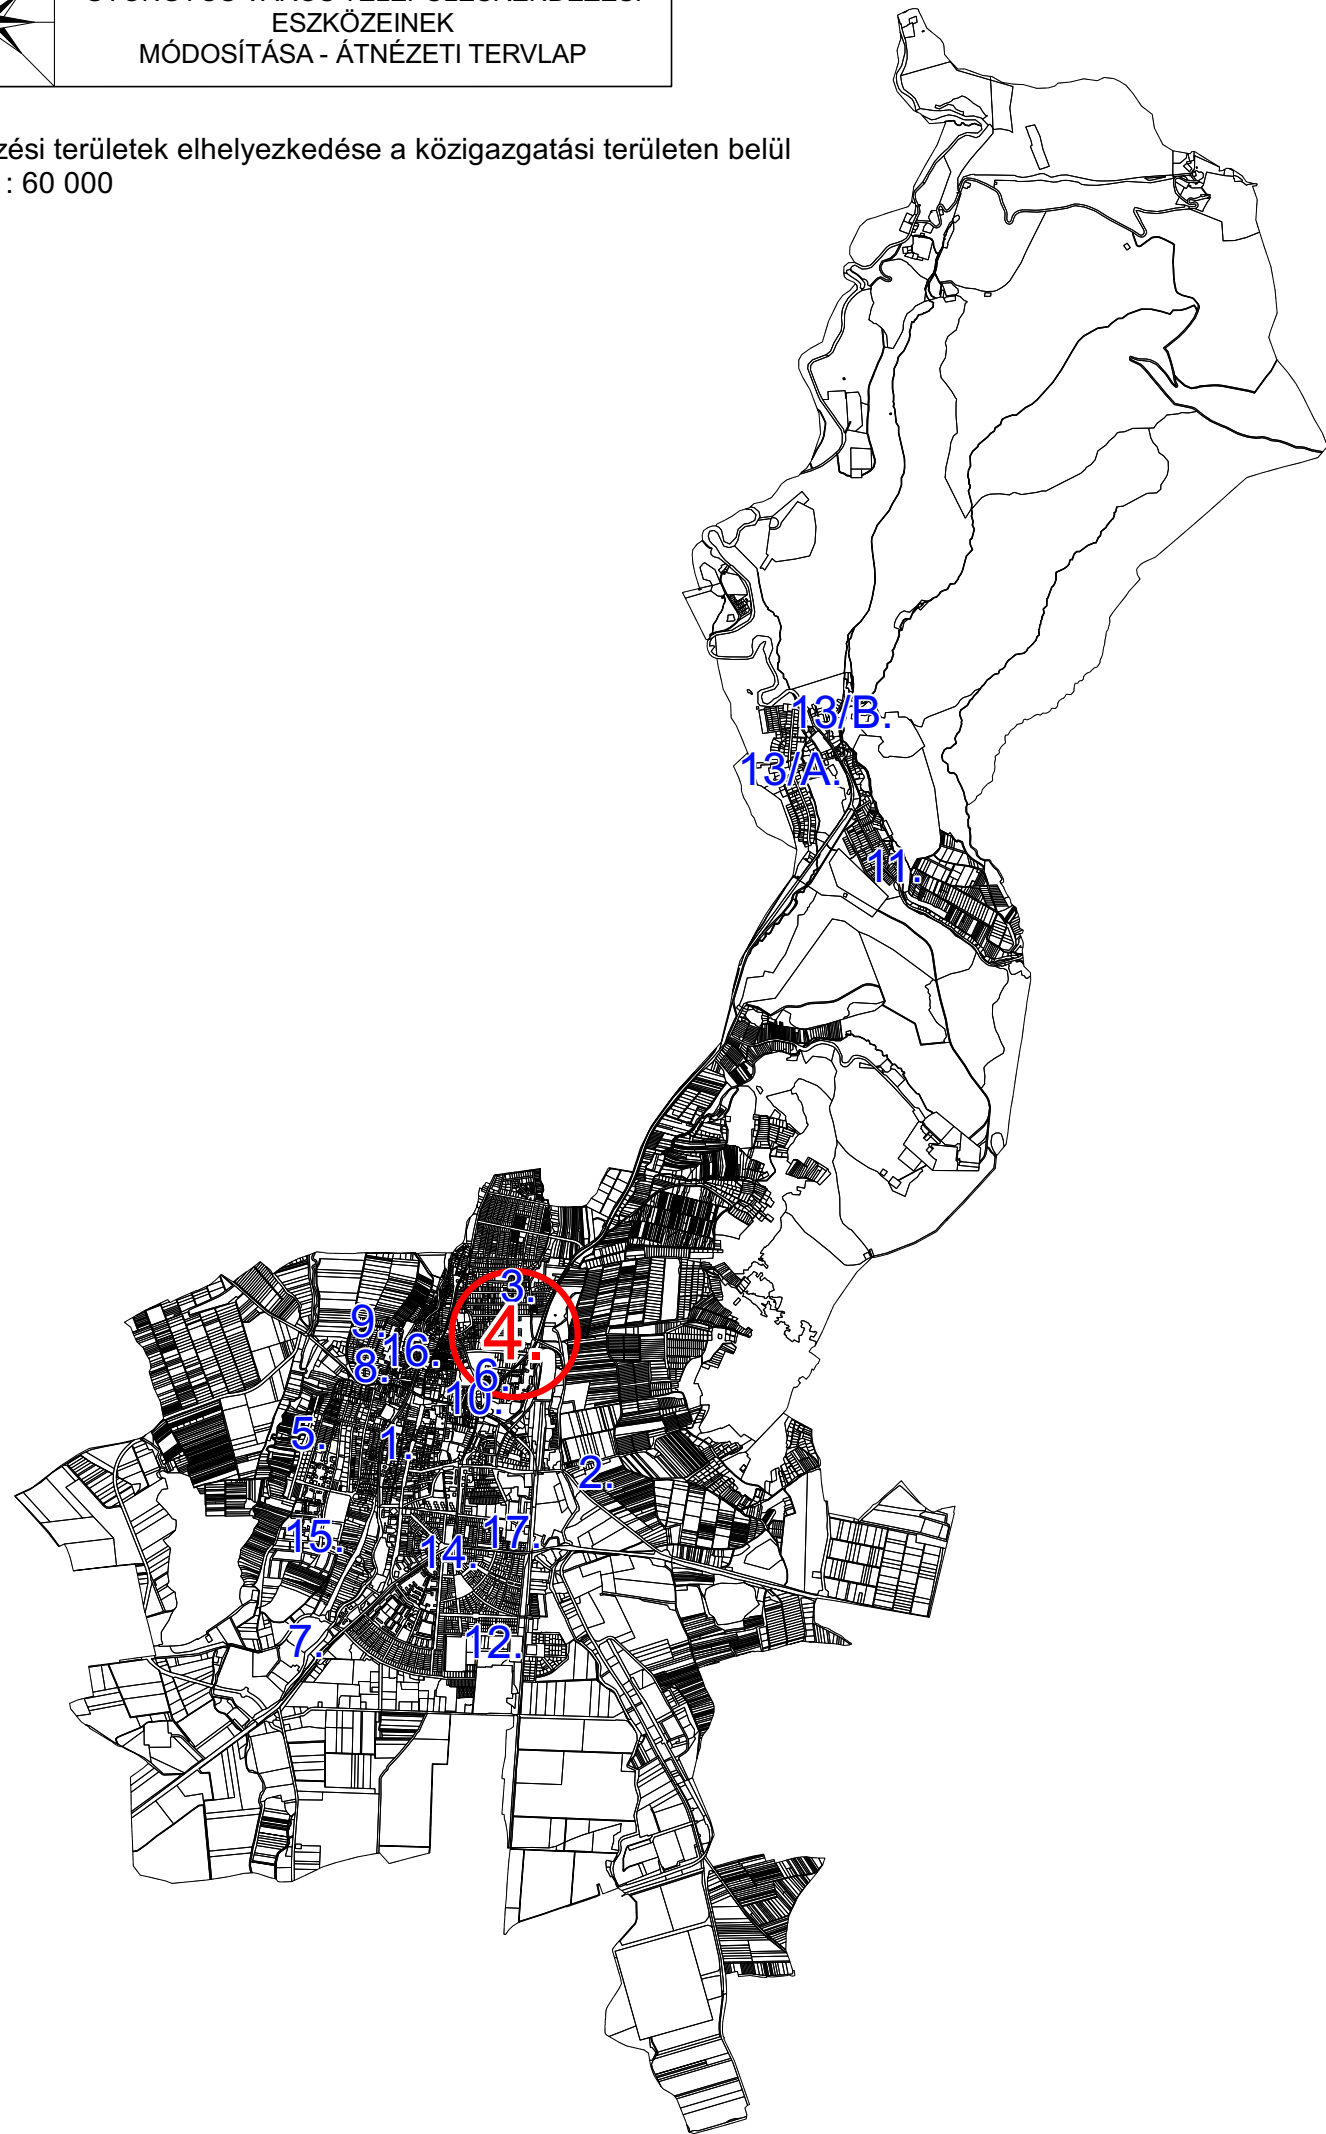 ESZKÖZEINEK
MÓDOSÍTÁSA - ÁTNÉZETI TERVLAP
zési területek elhelyezkedése a közigazgatási területen belül
: 60 000
13/B.
13/A.
11.
3.
4.
9.
16.
8.
6.
10.
5.
1.
2.
17.
15.
14.
7.
12.